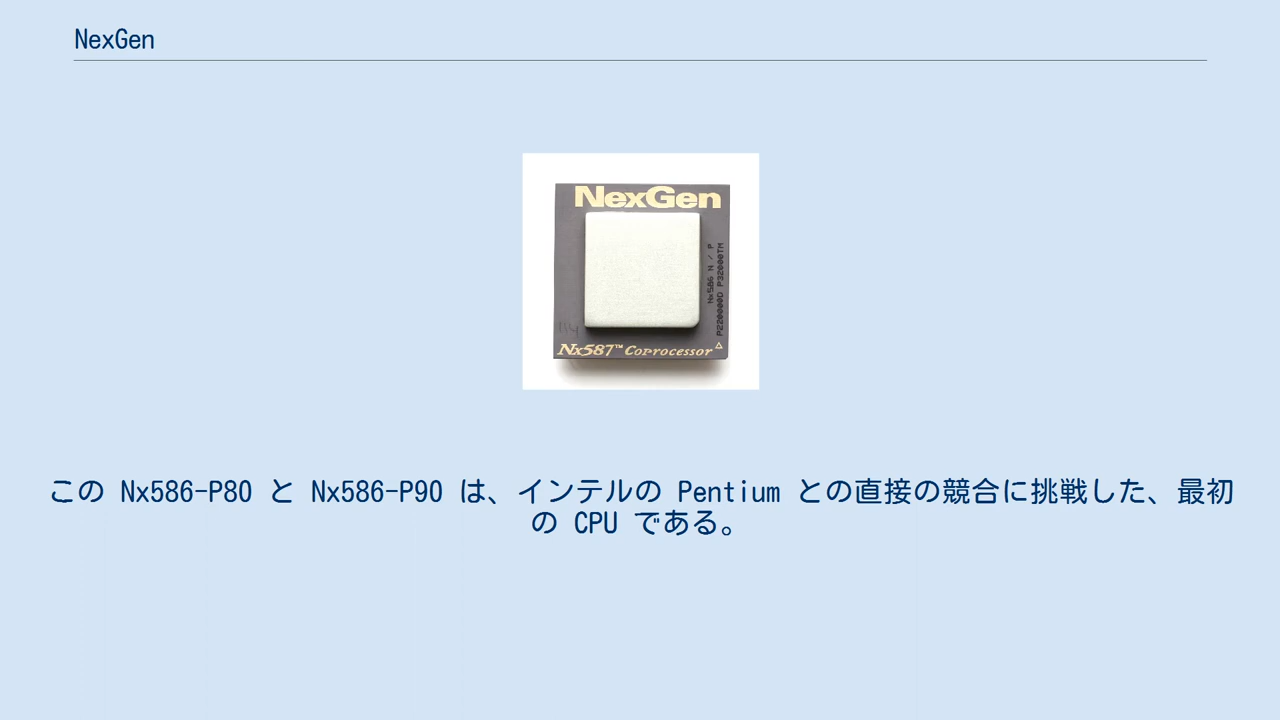 NexGen
NexGen
Nx586 N / P
P220000D P32000TM
Nx587™ Coprocessor
この Nx586-P80 と Nx586-P90 は、インテルの Pentium との直接の競合に挑戦した、最初
の CPU である。